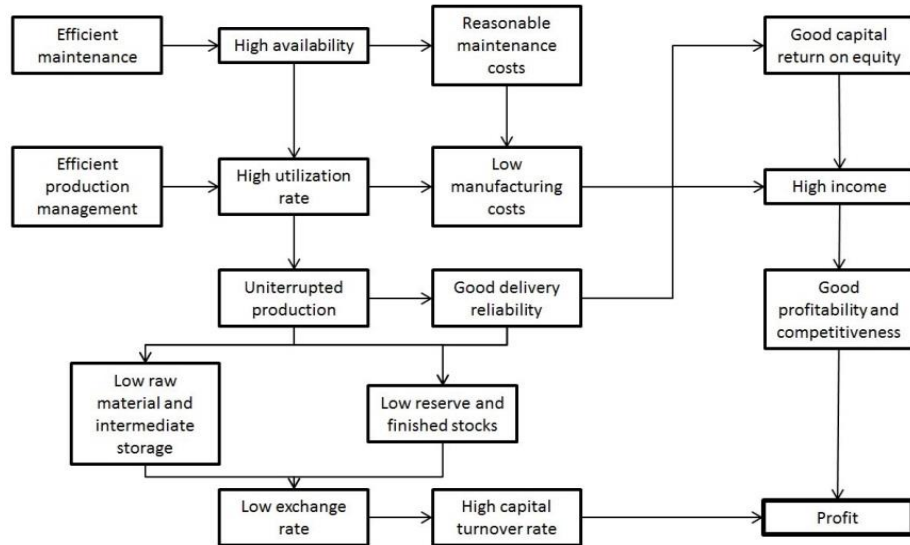 Efficient
maintenance
High availability
Reasonable
maintenance
costs
Good capital
return on equity
Efficient
production
management
High utilization
rate
Low
manufacturing
costs
High income
Uniterrupted
production
Good delivery
reliability
Good
profitability and
competitiveness
Low raw
material and
intermediate
storage
Low reserve and
finished stocks
Low exchange
rate
High capital
turnover rate
Profit